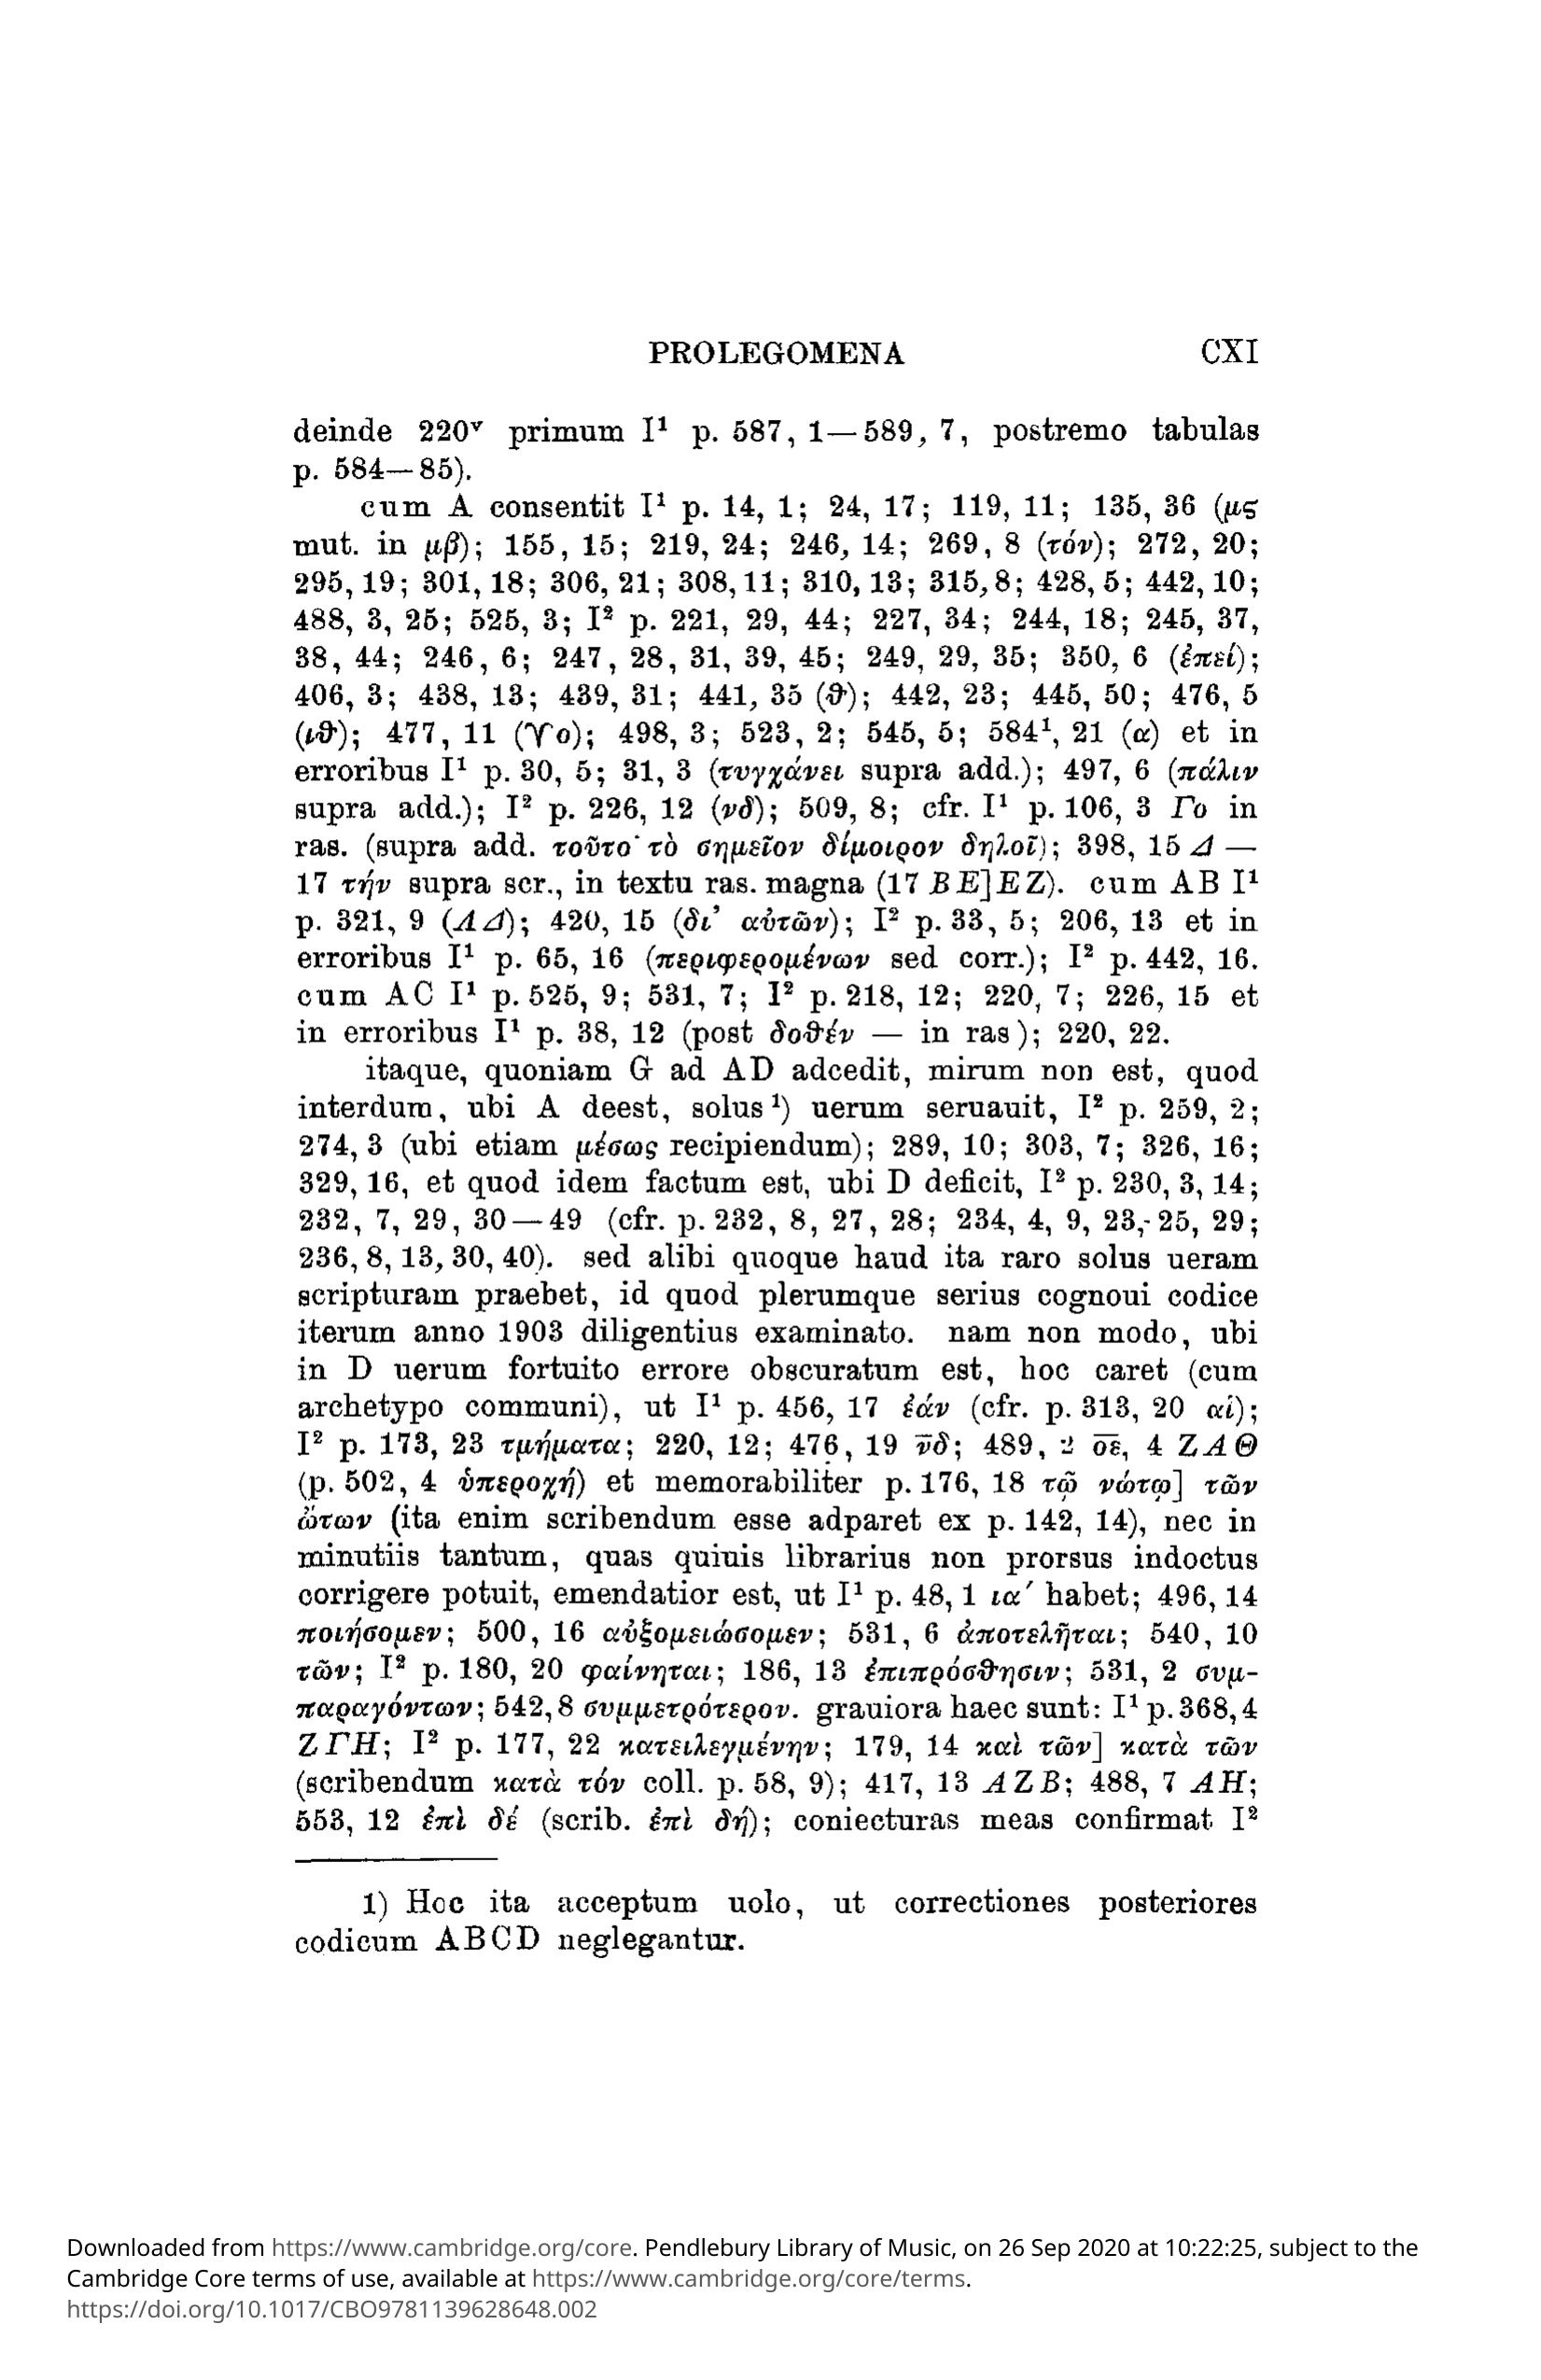 PROLEGOMENA CXI
deinde 220ᵛ primum I¹ p. 587, 1—589, 7, postremo tabulas
p. 584—85).
cum A consentit I¹ p. 14, 1; 24, 17; 119, 11; 135, 36 (μς
mut. in μβ); 155, 15; 219, 24; 246, 14; 269, 8 (τόν); 272, 20;
295, 19; 301, 18; 306, 21; 308, 11; 310, 13; 315, 8; 428, 5; 442, 10;
488, 3, 25; 525, 3; I² p. 221, 29, 44; 227, 34; 244, 18; 245, 37,
38, 44; 246, 6; 247, 28, 31, 39, 45; 249, 29, 35; 350, 6 (ἐπεί);
406, 3; 438, 13; 439, 31; 441, 35 (ϑ); 442, 23; 445, 50; 476, 5
(ιϑ); 477, 11 (ϒο); 498, 3; 523, 2; 545, 5; 584¹, 21 (α) et in
erroribus I¹ p. 30, 5; 31, 3 (τυγχάνει supra add.); 497, 6 (πάλιν
supra add.); I² p. 226, 12 (νδ); 509, 8; cfr. I¹ p. 106, 3 Γο in
ras. (supra add. τοῦτο˙ τὸ σημεῖον δίμοιρον δηλοῖ); 398, 15 Δ —
17 τήν supra scr., in textu ras. magna (17 BE]EZ). cum AB I¹
p. 321, 9 (ΑΔ); 420, 15 (δι’ αὐτῶν); I² p. 33, 5; 206, 13 et in
erroribus I¹ p. 65, 16 (περιφερομένων sed corr.); I² p. 442, 16.
cum AC I¹ p. 525, 9; 531, 7; I² p. 218, 12; 220, 7; 226, 15 et
in erroribus I¹ p. 38, 12 (post δοϑέν — in ras); 220, 22.
itaque, quoniam G ad AD adcedit, mirum non est, quod
interdum, ubi A deest, solus¹) uerum seruauit, I² p. 259, 2;
274, 3 (ubi etiam μέσως recipiendum); 289, 10; 303, 7; 326, 16;
329, 16, et quod idem factum est, ubi D deficit, I² p. 230, 3, 14;
232, 7, 29, 30—49 (cfr. p. 232, 8, 27, 28; 234, 4, 9, 23, 25, 29;
236, 8, 13, 30, 40). sed alibi quoque haud ita raro solus ueram
scripturam praebet, id quod plerumque serius cognoui codice
iterum anno 1903 diligentius examinato. nam non modo, ubi
in D uerum fortuito errore obscuratum est, hoc caret (cum
archetypo communi), ut I¹ p. 456, 17 ἐάν (cfr. p. 313, 20 αἱ);
I² p. 173, 23 τμήματα; 220, 12; 476, 19 ν̅δ; 489, 2 ο̅ε̅, 4 ΖΑΘ
(p. 502, 4 ὑπεροχή) et memorabiliter p. 176, 18 τῷ νώτῳ] τῶν
ὤτων (ita enim scribendum esse adparet ex p. 142, 14), nec in
minutiis tantum, quas quiuis librarius non prorsus indoctus
corrigere potuit, emendatior est, ut I¹ p. 48, 1 ια´ habet; 496, 14
ποιήσομεν; 500, 16 αὐξομειώσομεν; 531, 6 ἀποτελῆται; 540, 10
τῶν; I² p. 180, 20 φαίνηται; 186, 13 ἐπιπρόσϑησιν; 531, 2 συμ-
παραγόντων; 542, 8 συμμετρότερον. grauiora haec sunt: I¹ p. 368, 4
ΖΓΗ; I² p. 177, 22 κατειλεγμένην; 179, 14 καὶ τῶν] κατὰ τῶν
(scribendum κατὰ τόν coll. p. 58, 9); 417, 13 ΑΖΒ; 488, 7 ΑΗ;
553, 12 ἐπὶ δέ (scrib. ἐπὶ δή); coniecturas meas confirmat I²
1) Hoc ita acceptum uolo, ut correctiones posteriores
codicum ABCD neglegantur.
Downloaded from https://www.cambridge.org/core. Pendlebury Library of Music, on 26 Sep 2020 at 10:22:25, subject to the
Cambridge Core terms of use, available at https://www.cambridge.org/core/terms.
https://doi.org/10.1017/CBO9781139628648.002